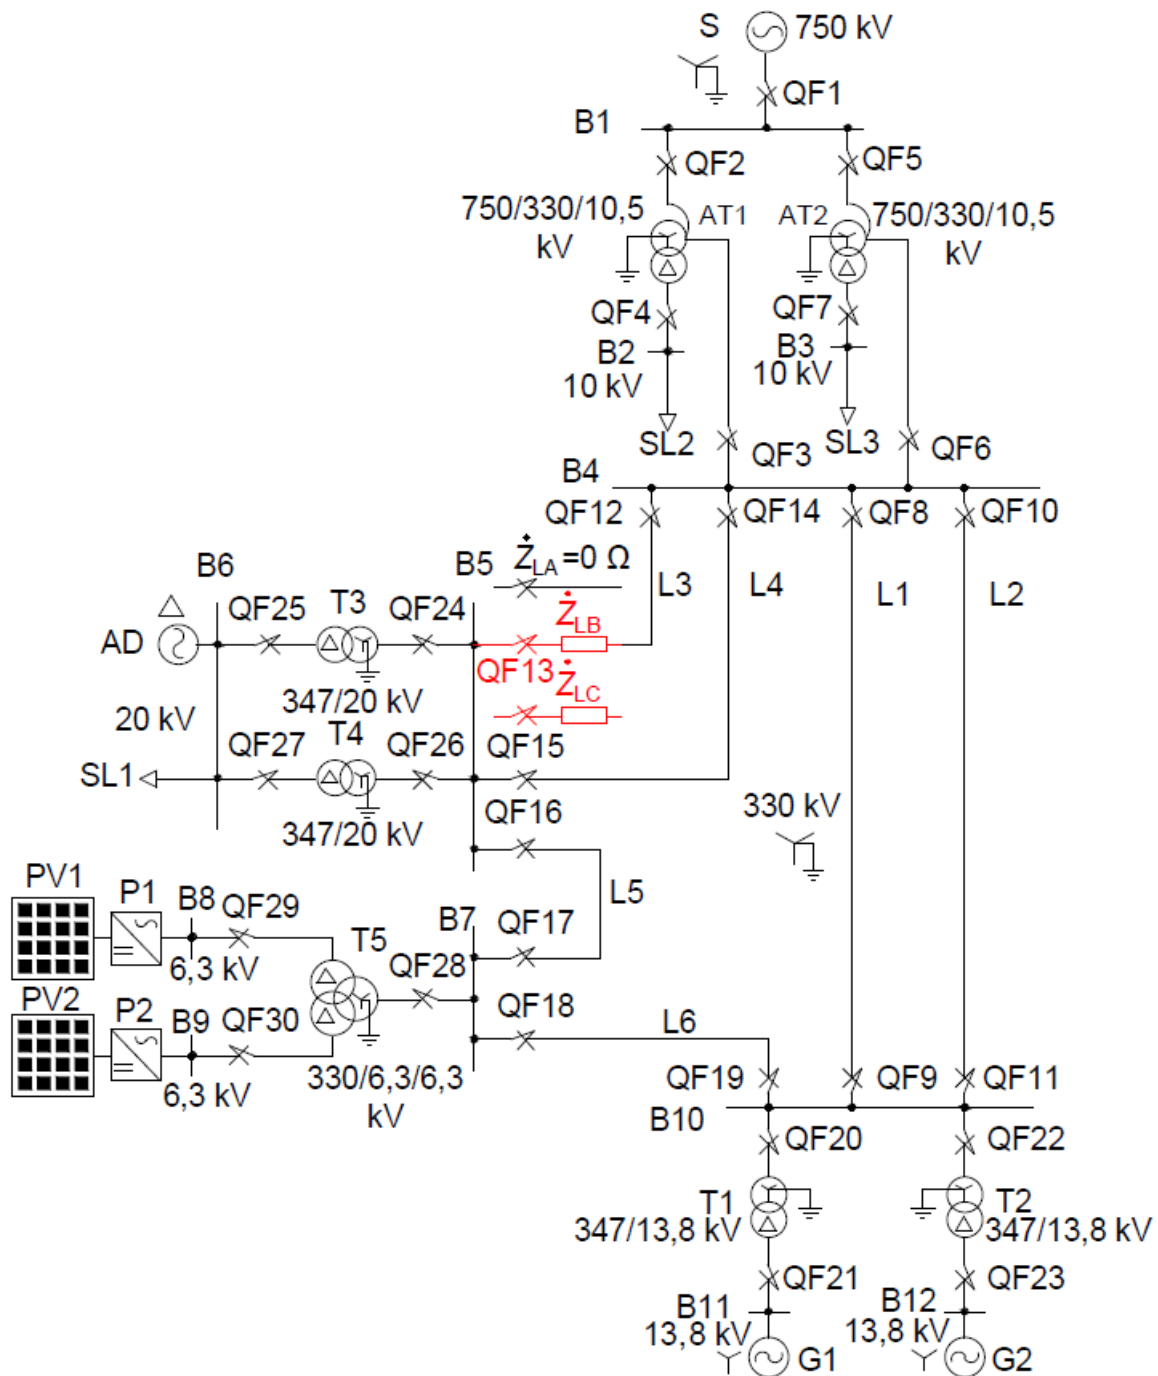 S
750 kV
QF1
B1
QF2
QF5
750/330/10,5
kV
AT1
AT2
750/330/10,5
kV
QF4
QF7
B2
10 kV
B3
10 kV
SL2
SL3
QF3
QF6
B4
QF12
QF14
QF8
QF10
B6
B5
ŻLA=0 Ω
L3
L4
L1
L2
QF25
T3
QF24
ŻLB
AD
QF13
ŻLC
347/20 kV
20 kV
T4
QF27
QF26
QF15
SL1
QF16
330 kV
347/20 kV
PV1
P1
B8
QF29
L5
B7
QF17
T5
QF28
6,3 kV
PV2
P2
B9
QF30
QF18
L6
6,3 kV
330/6,3/6,3
kV
QF19
QF9
QF11
B10
QF20
QF22
T1
347/13,8 kV
T2
347/13,8 kV
QF21
QF23
B11
13,8 kV
B12
13,8 kV
G1
G2